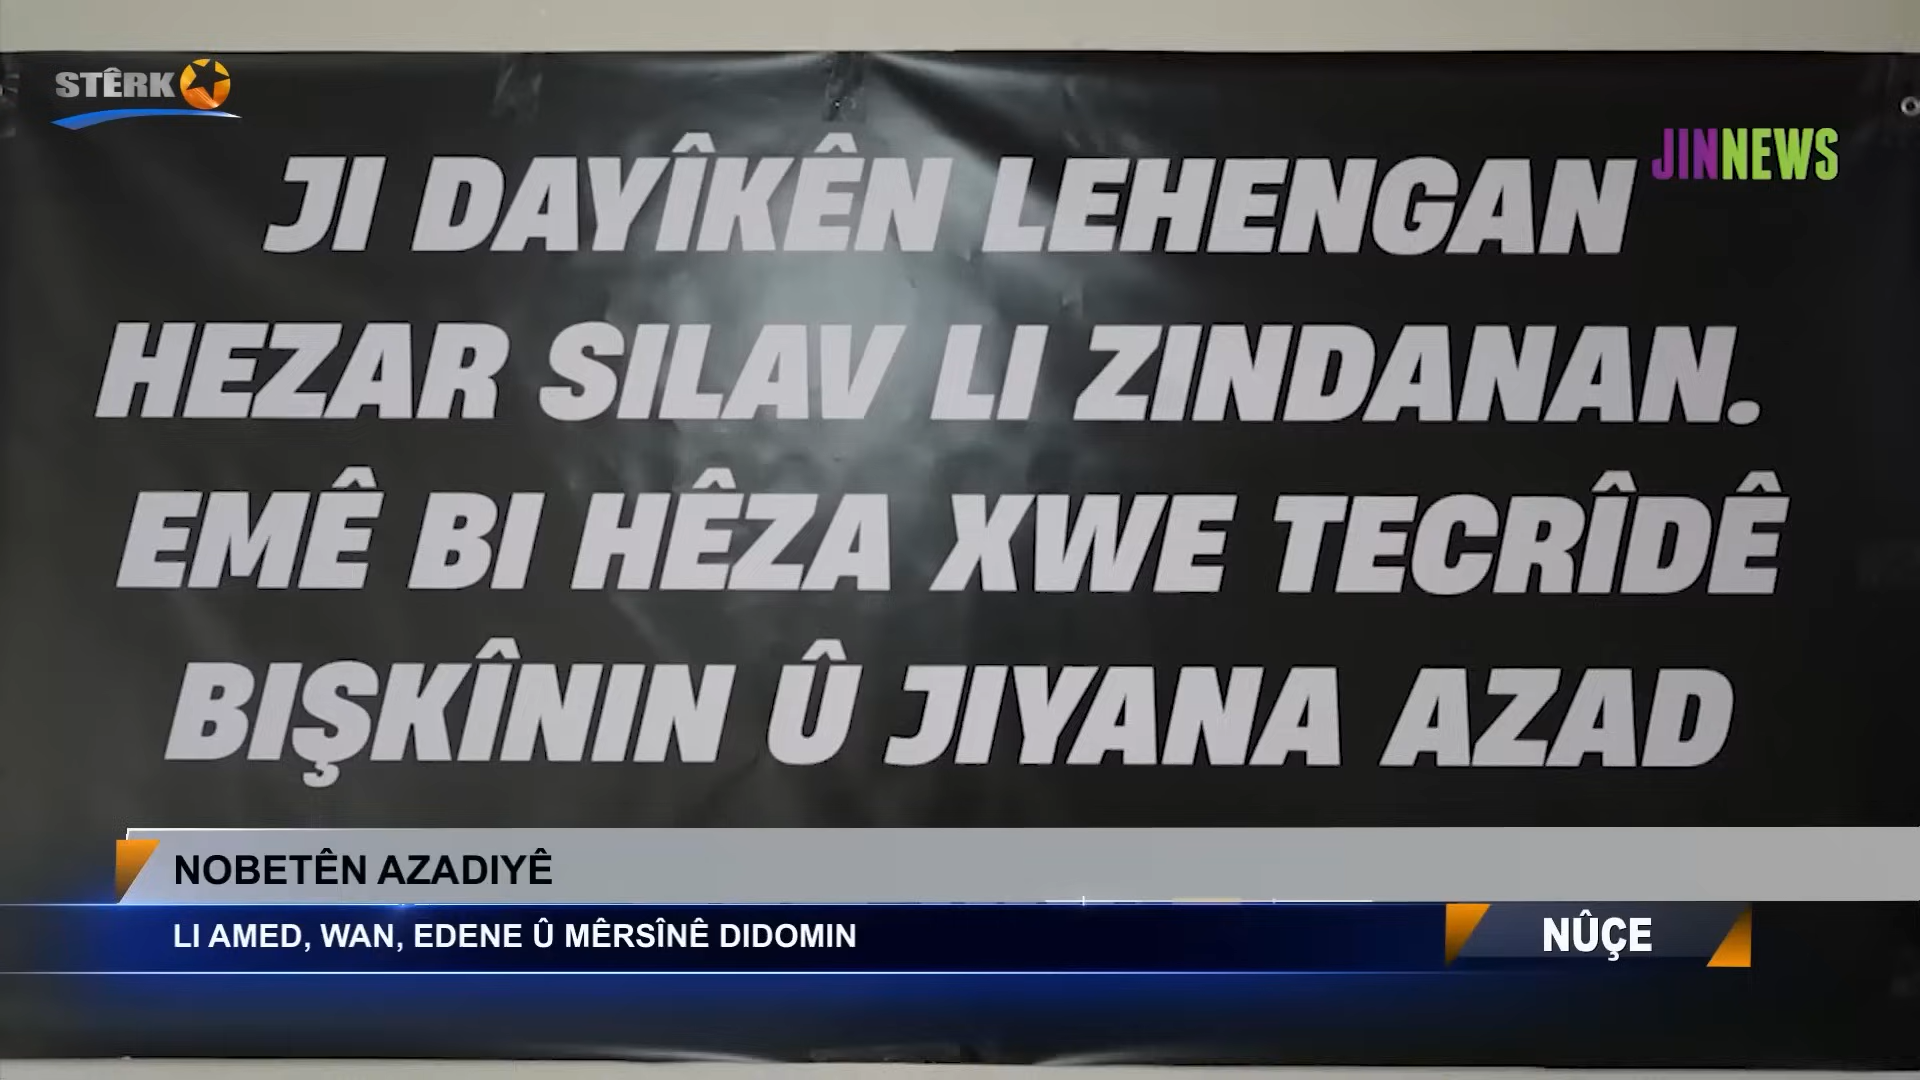 STÊRK
JINNEWS
JI DAYÎKÊN LEHENGAN
HEZAR SILAV LI ZINDANAN.
EMÊ BI HÊZA XWE TECRÎDÊ
BIŞKÎNIN Û JIYANA AZAD
NOBETÊN AZADIYÊ
LI AMED, WAN, EDENE Û MÊRSÎNÊ DIDOMIN
NÛÇE